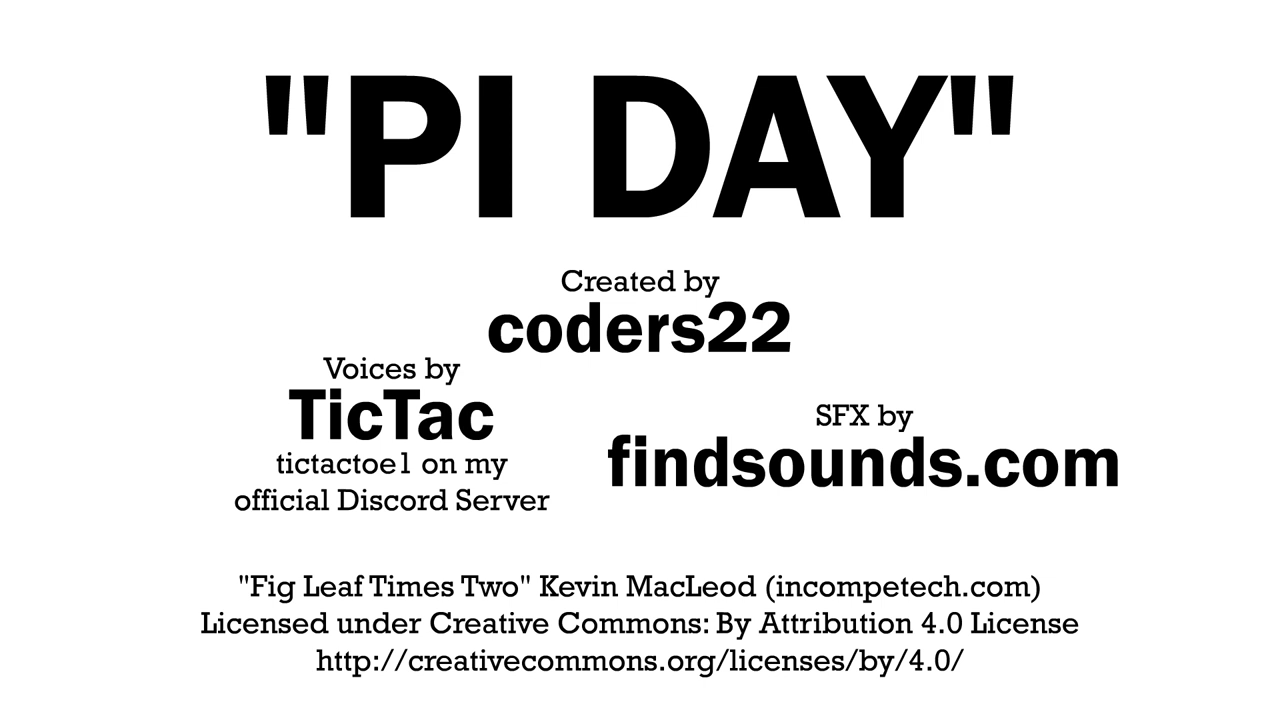 "PI DAY"
Created by
coders22
Voices by
TicTac
tictactoe1 on my
official Discord Server
SFX by
findsounds.com
"Fig Leaf Times Two" Kevin MacLeod (incompetech.com)
Licensed under Creative Commons: By Attribution 4.0 License
http://creativecommons.org/licenses/by/4.0/